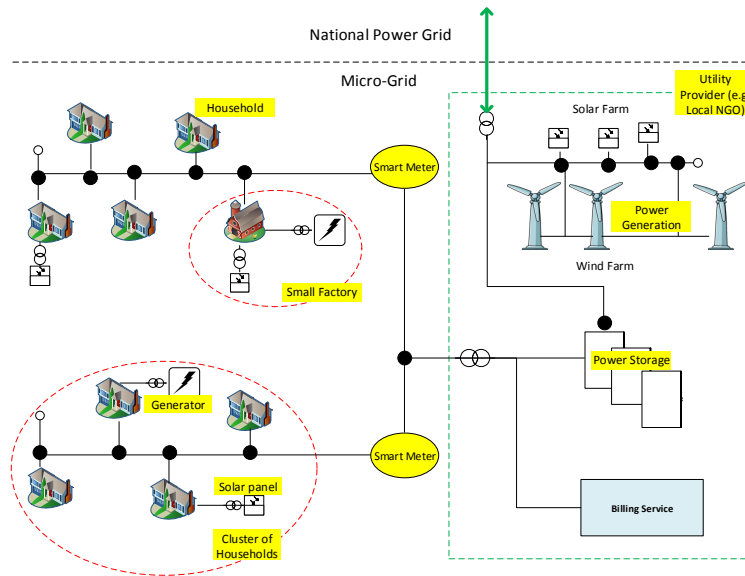 National Power Grid
Micro-Grid
Utility
Provider (e.g
Local NGO)
Household
Solar Farm
Smart Meter
Power
Generation
Wind Farm
Small Factory
Power Storage
Generator
Smart Meter
Solar panel
Cluster of
Households
Billing Service